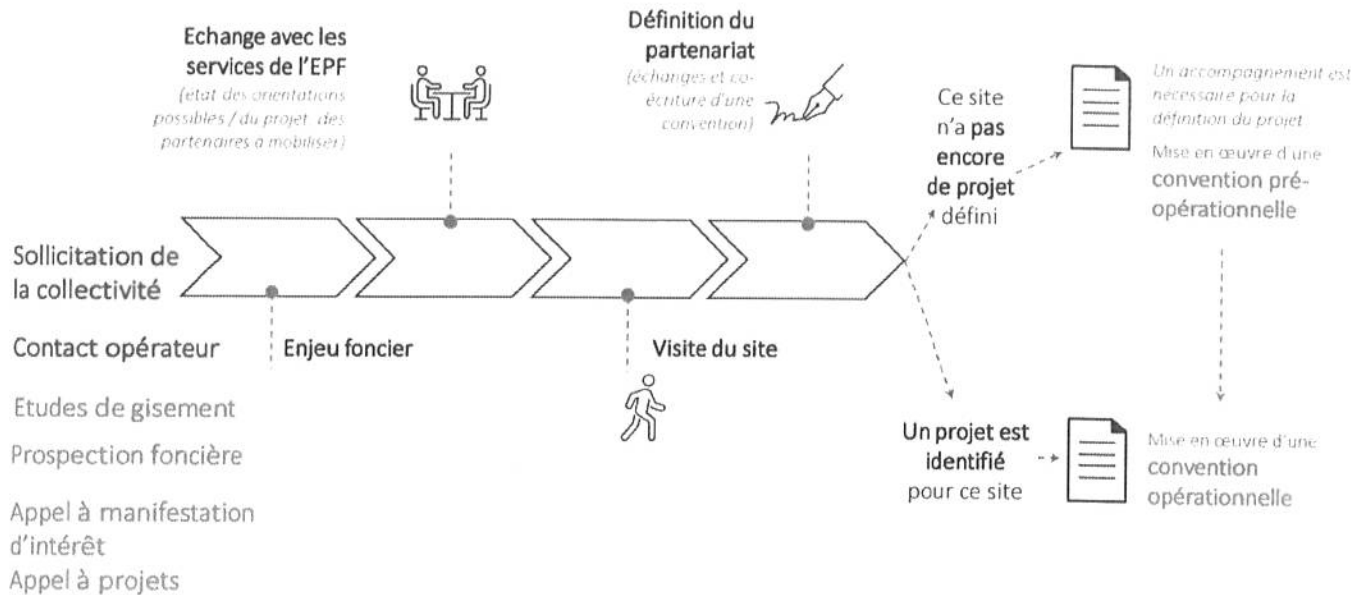 Echange avec les
services de l'EPF
(état des orientations
possibles / du projet des
partenaires à mobiliser)
Définition du
partenariat
(échanges et co-
écriture d'une
convention)
Ce site
n'a pas
encore
de projet
défini
Un accompagnement est
nécessaire pour la
définition du projet
Mise en œuvre d'une
convention pré-
opérationnelle
Sollicitation de
la collectivité
Contact opérateur
Enjeu foncier
Visite du site
Etudes de gisement
Prospection foncière
Appel à manifestation
d'intérêt
Appel à projets
Un projet est
identifié
pour ce site
Mise en œuvre d'une
convention
opérationnelle